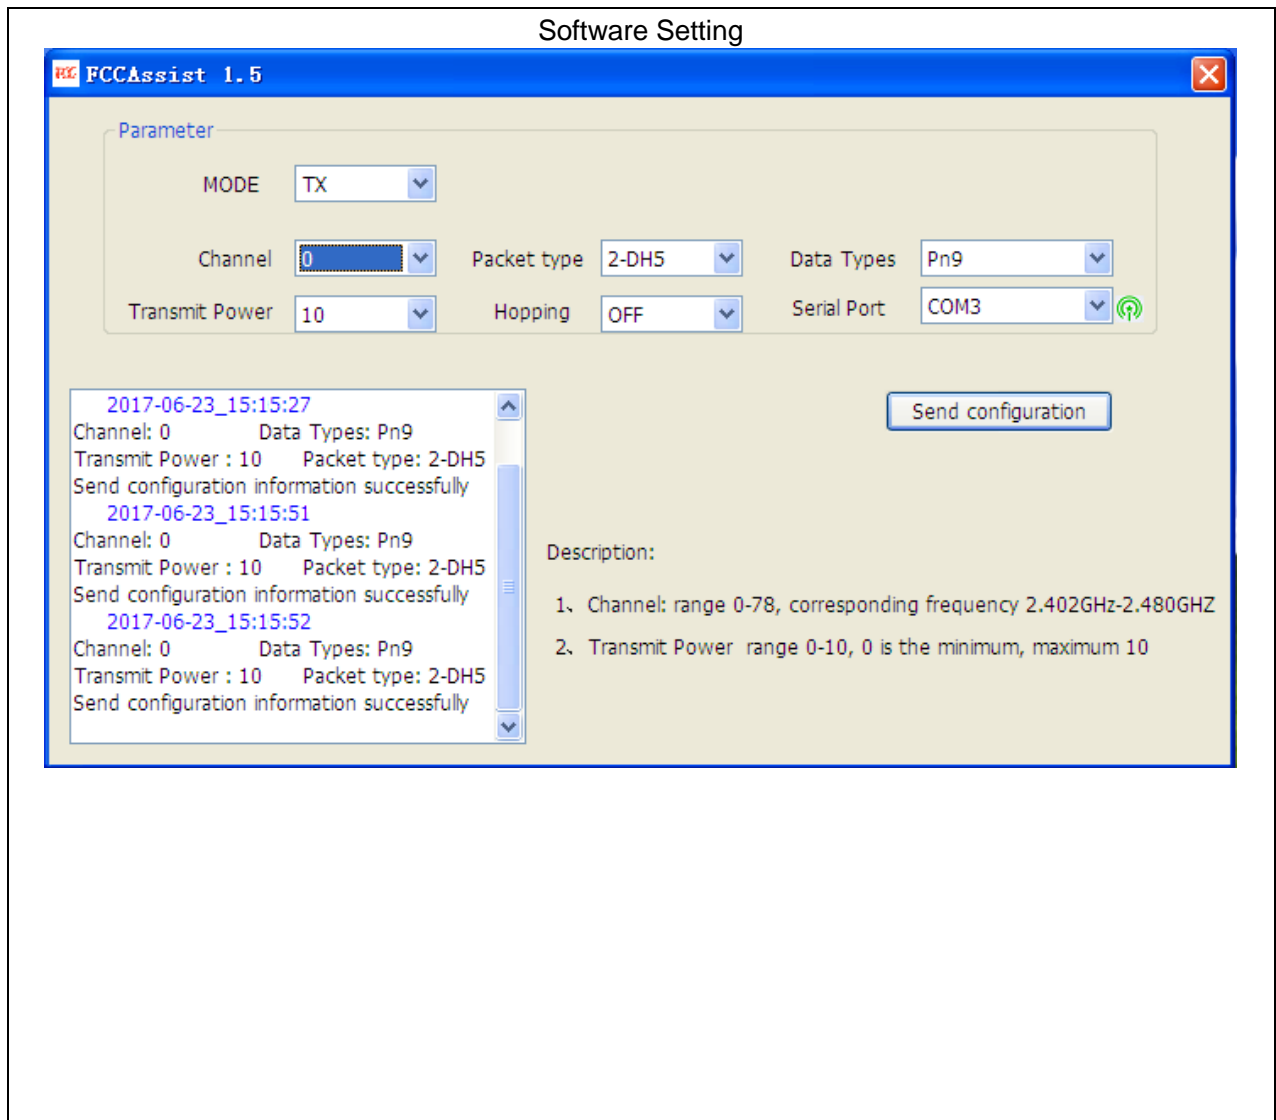 Software Setting
FCCAssist 1.5
Parameter
MODE TX
Channel 0 Packet type 2-DH5 Data Types Pn9
Transmit Power 10 Hopping OFF Serial Port COM3
2017-06-23_15:15:27
Channel: 0 Data Types: Pn9
Transmit Power : 10 Packet type: 2-DH5
Send configuration information successfully
2017-06-23_15:15:51
Channel: 0 Data Types: Pn9
Transmit Power : 10 Packet type: 2-DH5
Send configuration information successfully
2017-06-23_15:15:52
Channel: 0 Data Types: Pn9
Transmit Power : 10 Packet type: 2-DH5
Send configuration information successfully
Send configuration
Description:
1、Channel: range 0-78, corresponding frequency 2.402GHz-2.480GHZ
2、Transmit Power range 0-10, 0 is the minimum, maximum 10